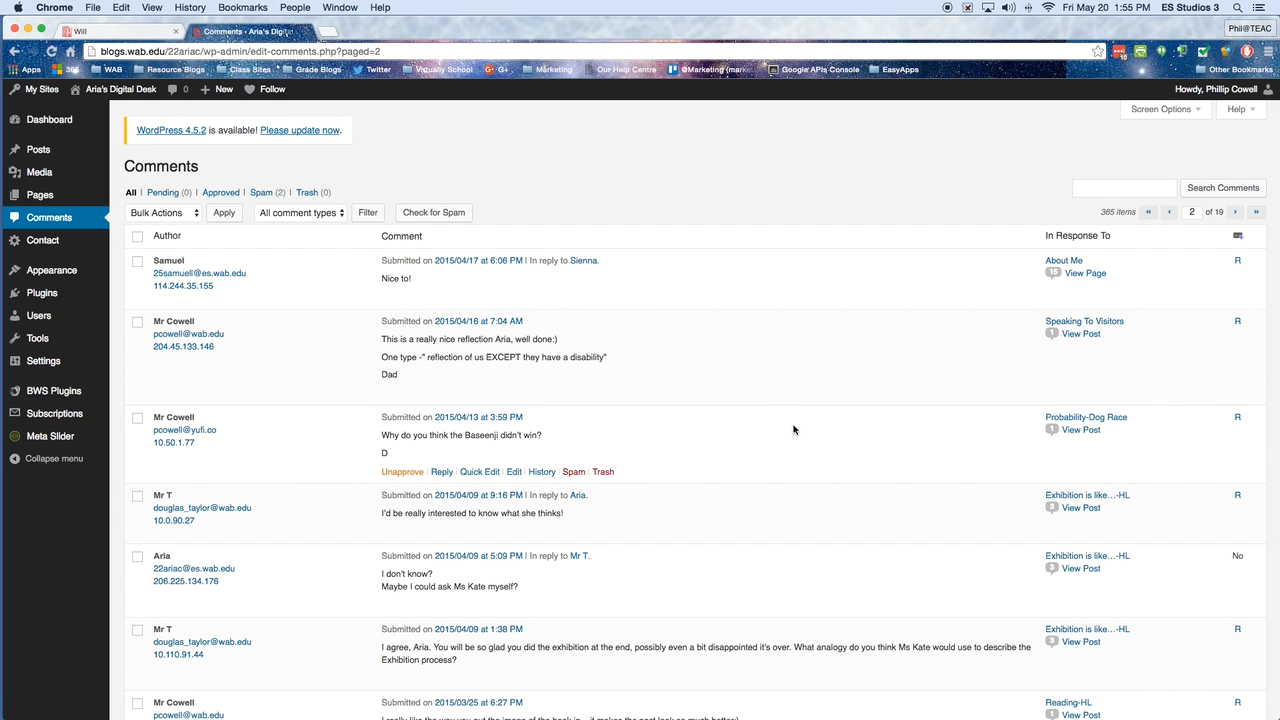 Chrome File Edit View History Bookmarks People Window Help Fri May 20 1:55 PM ES Studios 3
Will Comments • Aria's Digital Phil@TEAC
blogs.wab.edu/22ariac/wp-admin/edit-comments.php?paged=2
Apps 365 WAB Resource Blogs Class Sites Grade Blogs Twitter Virtually School G+ Marketing Our Help Centre @Marketing (mark Google APIs Console EasyApps Other Bookmarks
My Sites Aria's Digital Desk 0 New Follow Howdy, Phillip Cowell
Screen Options Help
Dashboard
WordPress 4.5.2 is available! Please update now.
Posts
Comments
Media
All | Pending (0) | Approved | Spam (2) | Trash (0)
Pages
Search Comments
Comments
Bulk Actions Apply All comment types Filter Check for Spam 365 items « ‹ 2 of 19 › »
Contact
Author Comment In Response To
Appearance
Samuel Submitted on 2015/04/17 at 6:06 PM | In reply to Sienna. About Me R
25samuell@es.wab.edu 15 View Page
Plugins
Nice to!
114.244.35.155
Users
Mr Cowell Submitted on 2015/04/16 at 7:04 AM Speaking To Visitors R
pcowell@wab.edu 1 View Post
Tools
This is a really nice reflection Aria, well done:)
204.45.133.146
Settings
One type -" reflection of us EXCEPT they have a disability"
Dad
BWS Plugins
Subscriptions
Mr Cowell Submitted on 2015/04/13 at 3:59 PM Probability-Dog Race R
pcowell@yufi.co 1 View Post
Meta Slider
Why do you think the Baseenji didn't win?
10.50.1.77
D
Collapse menu
Unapprove | Reply | Quick Edit | Edit | History | Spam | Trash
Mr T Submitted on 2015/04/09 at 9:16 PM | In reply to Aria. Exhibition is like…-HL R
douglas_taylor@wab.edu 3 View Post
I'd be really interested to know what she thinks!
10.0.90.27
Aria Submitted on 2015/04/09 at 5:09 PM | In reply to Mr T. Exhibition is like…-HL No
22ariac@es.wab.edu 3 View Post
I don't know?
206.225.134.176
Maybe I could ask Ms Kate myself?
Mr T Submitted on 2015/04/09 at 1:38 PM Exhibition is like…-HL R
douglas_taylor@wab.edu 3 View Post
I agree, Aria. You will be so glad you did the exhibition at the end, possibly even a bit disappointed it's over. What analogy do you think Ms Kate would use to describe the
10.110.91.44
Exhibition process?
Mr Cowell Submitted on 2015/03/25 at 6:27 PM Reading-HL R
pcowell@wab.edu 1 View Post